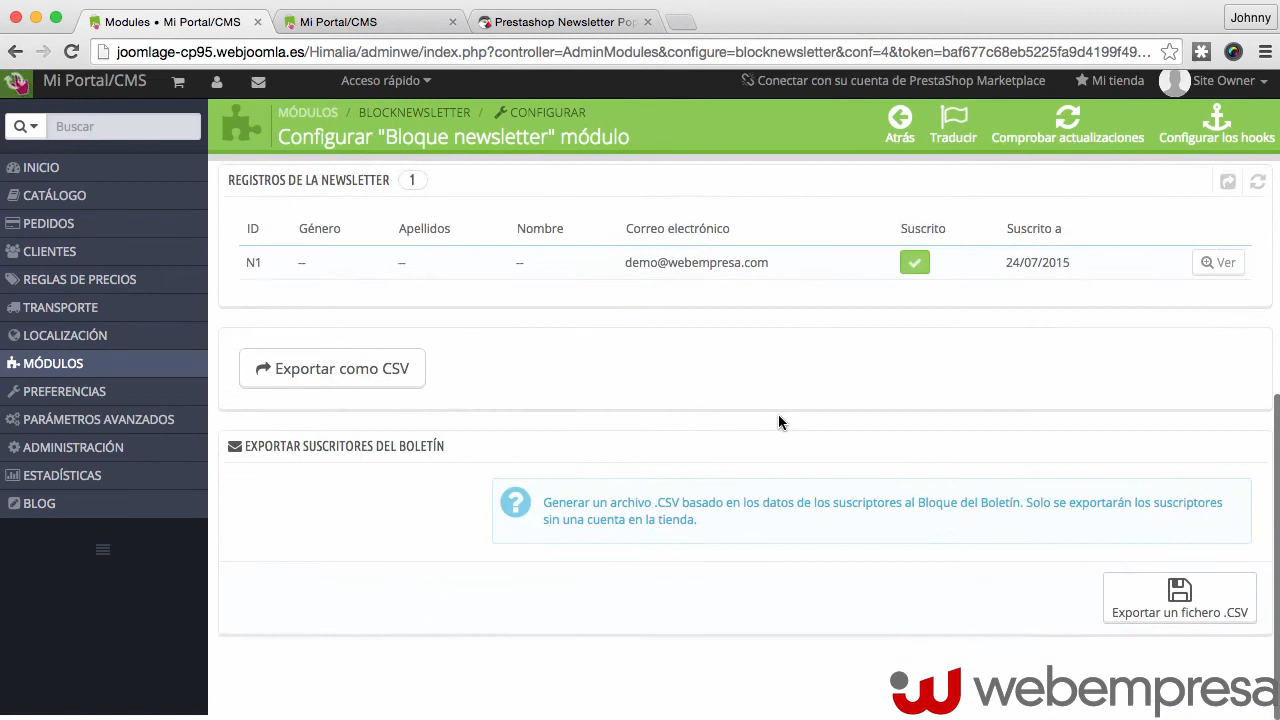 Modules • Mi Portal/CMS
Mi Portal/CMS
Prestashop Newsletter Pop
Johnny
joomlage-cp95.webjoomla.es/Himalia/adminwe/index.php?controller=AdminModules&configure=blocknewsletter&conf=4&token=baf677c68eb5225fa9d4199f49...
Mi Portal/CMS
Acceso rápido
Conectar con su cuenta de PrestaShop Marketplace
Mi tienda
Site Owner
Buscar
INICIO
CATÁLOGO
PEDIDOS
CLIENTES
REGLAS DE PRECIOS
TRANSPORTE
LOCALIZACIÓN
MÓDULOS
PREFERENCIAS
PARÁMETROS AVANZADOS
ADMINISTRACIÓN
ESTADÍSTICAS
BLOG
MÓDULOS / BLOCKNEWSLETTER / CONFIGURAR
Configurar "Bloque newsletter" módulo
Atrás
Traducir
Comprobar actualizaciones
Configurar los hooks
REGISTROS DE LA NEWSLETTER 1
ID Género Apellidos Nombre Correo electrónico Suscrito Suscrito a
N1 -- -- -- demo@webempresa.com 24/07/2015 Ver
Exportar como CSV
EXPORTAR SUSCRITORES DEL BOLETÍN
? Generar un archivo .CSV basado en los datos de los suscriptores al Bloque del Boletín. Solo se exportarán los suscriptores
sin una cuenta en la tienda.
Exportar un fichero .CSV
webempresa